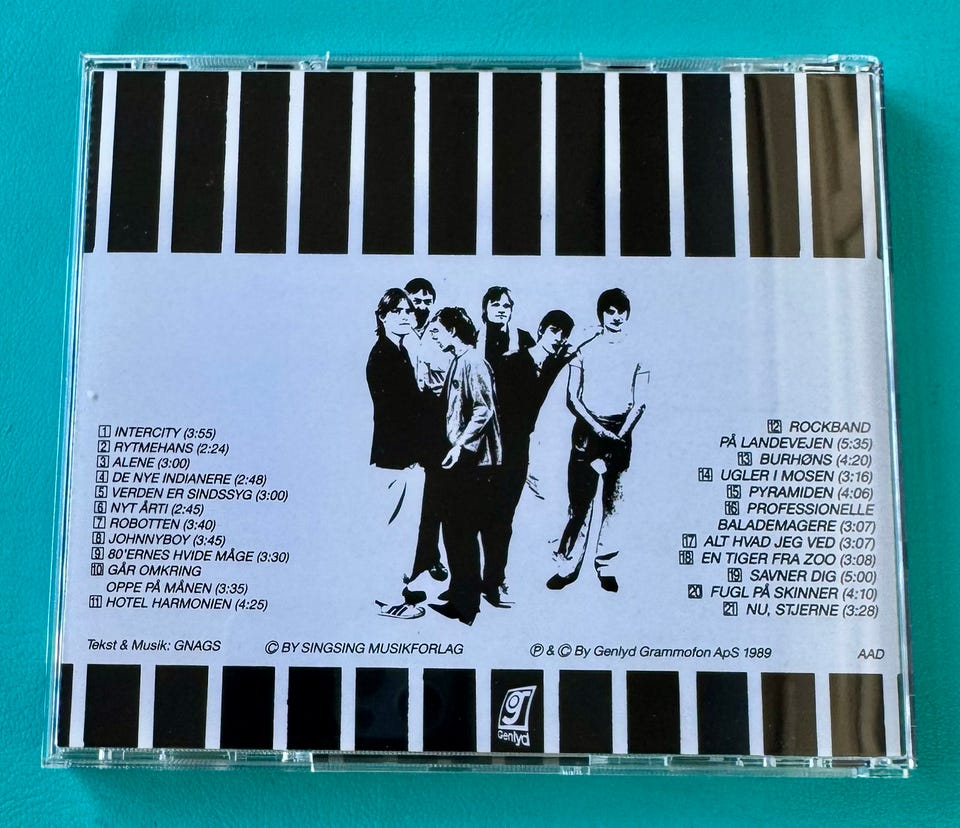 1 INTERCITY (3:55)
2 RYTMEHANS (2:24)
3 ALENE (3:00)
4 DE NYE INDIANERE (2:48)
5 VERDEN ER SINDSSYG (3:00)
6 NYT ÅRTI (2:45)
7 ROBOTTEN (3:40)
8 JOHNNYBOY (3:45)
9 80'ERNES HVIDE MÅGE (3:30)
10 GÅR OMKRING
OPPE PÅ MÅNEN (3:35)
11 HOTEL HARMONIEN (4:25)
12 ROCKBAND
PÅ LANDEVEJEN (5:35)
13 BURHØNS (4:20)
14 UGLER I MOSEN (3:16)
15 PYRAMIDEN (4:06)
16 PROFESSIONELLE
BALADEMAGERE (3:07)
17 ALT HVAD JEG VED (3:07)
18 EN TIGER FRA ZOO (3:08)
19 SAVNER DIG (5:00)
20 FUGL PÅ SKINNER (4:10)
21 NU, STJERNE (3:28)
Tekst & Musik: GNAGS
© BY SINGSING MUSIKFORLAG
℗ & © By Genlyd Grammofon ApS 1989
AAD
g
Genlyd